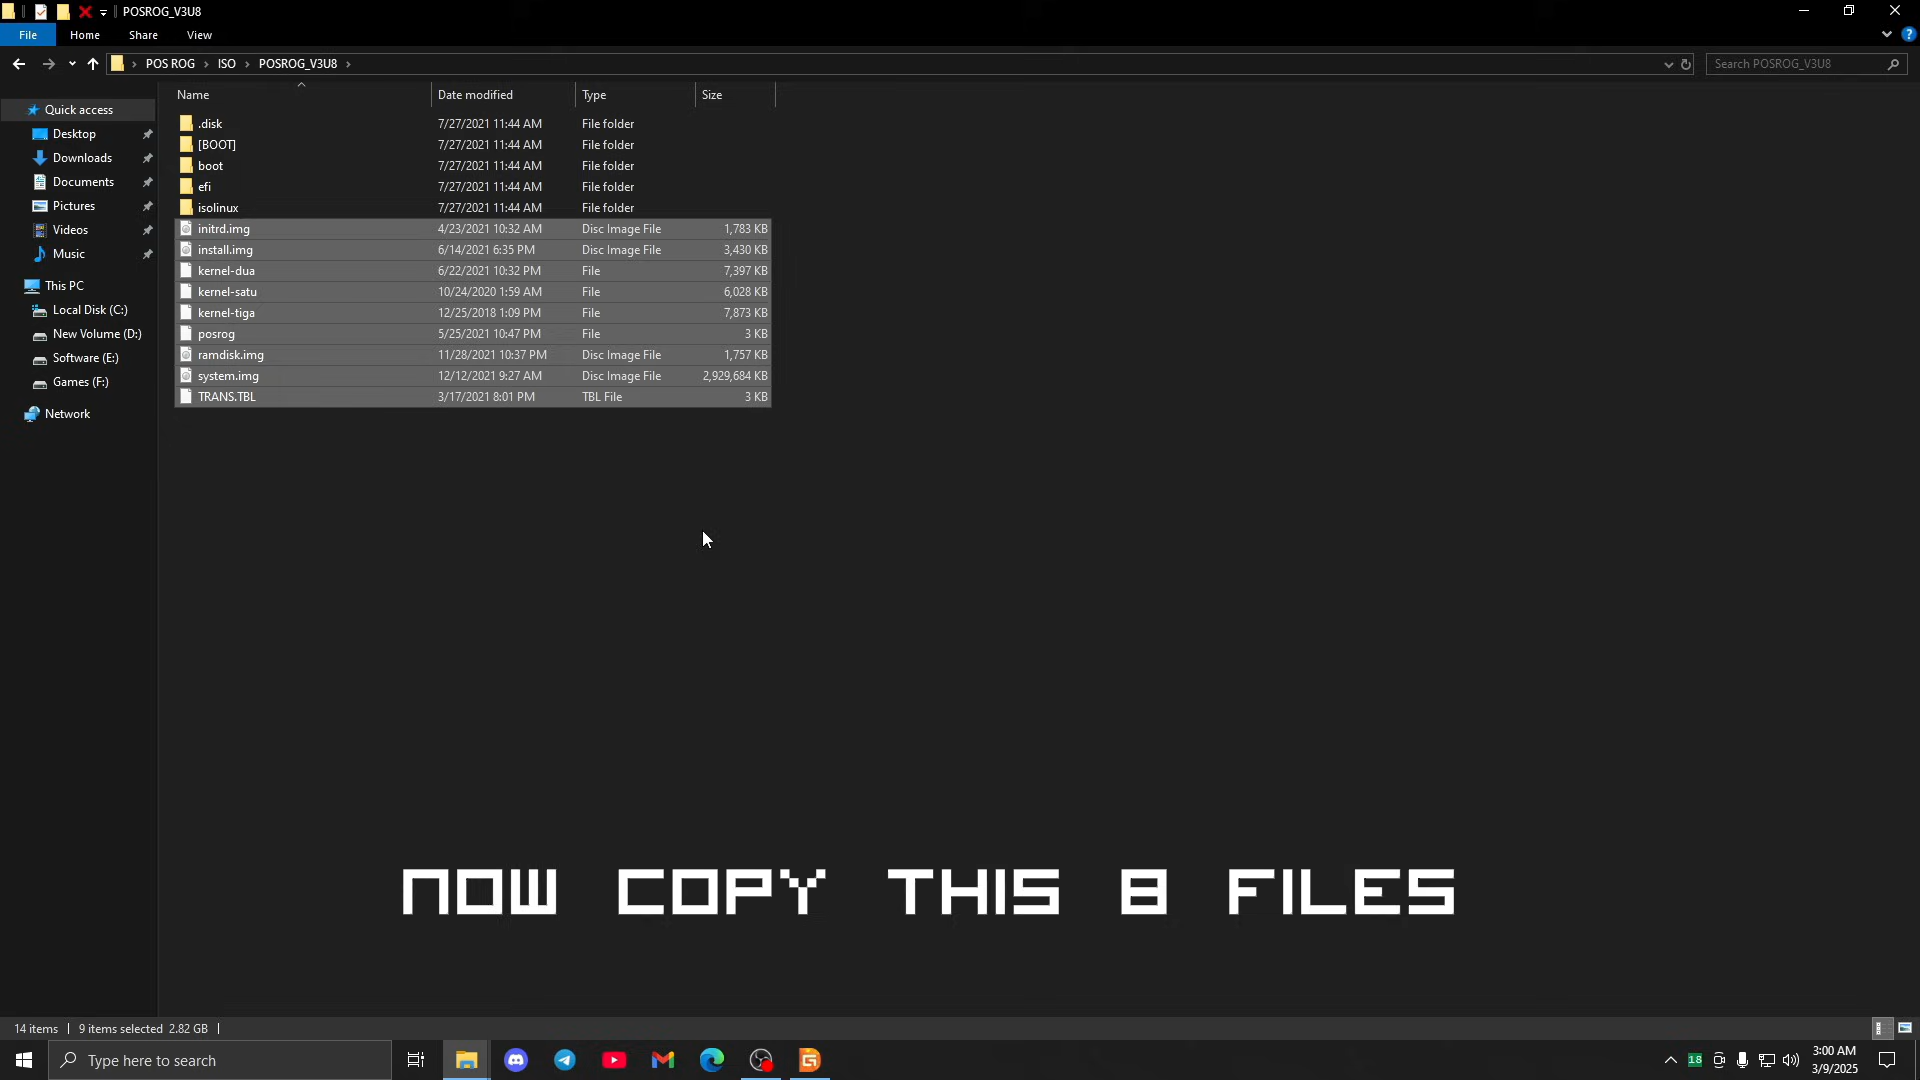 POSROG_V3U8
File Home Share View
POS ROG ISO POSROG_V3U8
Search POSROG_V3U8
Name Date modified Type Size
Quick access
Desktop
Downloads
Documents
Pictures
Videos
Music
This PC
Local Disk (C:)
New Volume (D:)
Software (E:)
Games (F:)
Network
.disk 7/27/2021 11:44 AM File folder
[BOOT] 7/27/2021 11:44 AM File folder
boot 7/27/2021 11:44 AM File folder
efi 7/27/2021 11:44 AM File folder
isolinux 7/27/2021 11:44 AM File folder
initrd.img 4/23/2021 10:32 AM Disc Image File 1,783 KB
install.img 6/14/2021 6:35 PM Disc Image File 3,430 KB
kernel-dua 6/22/2021 10:32 PM File 7,397 KB
kernel-satu 10/24/2020 1:59 AM File 6,028 KB
kernel-tiga 12/25/2018 1:09 PM File 7,873 KB
posrog 5/25/2021 10:47 PM File 3 KB
ramdisk.img 11/28/2021 10:37 PM Disc Image File 1,757 KB
system.img 12/12/2021 9:27 AM Disc Image File 2,929,684 KB
TRANS.TBL 3/17/2021 8:01 PM TBL File 3 KB
NOW COPY THIS 8 FILES
14 items 9 items selected 2.82 GB
Type here to search
18
3:00 AM
3/9/2025